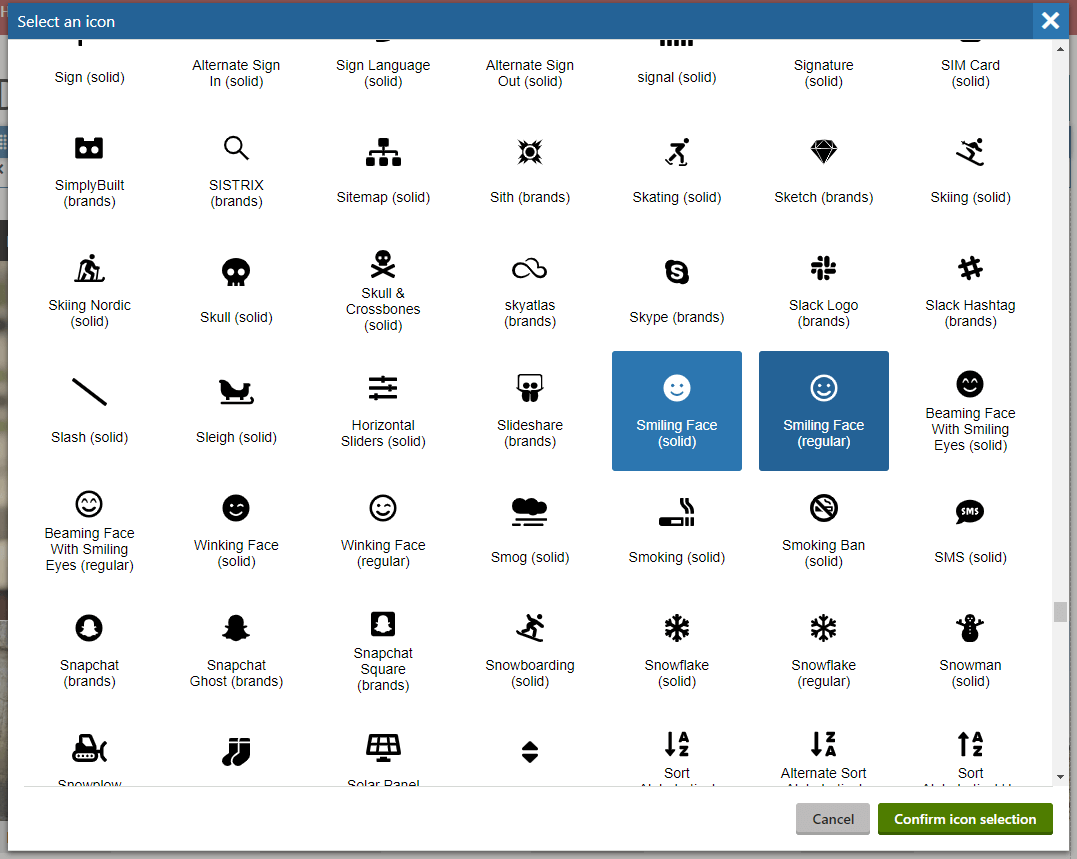 Select an icon
Sign (solid)
Alternate Sign
In (solid)
Sign Language
(solid)
Alternate Sign
Out (solid)
signal (solid)
Signature
(solid)
SIM Card
(solid)
SimplyBuilt
(brands)
SISTRIX
(brands)
Sitemap (solid)
Sith (brands)
Skating (solid)
Sketch (brands)
Skiing (solid)
Skiing Nordic
(solid)
Skull (solid)
Skull &
Crossbones
(solid)
skyatlas
(brands)
Skype (brands)
Slack Logo
(brands)
Slack Hashtag
(brands)
Slash (solid)
Sleigh (solid)
Horizontal
Sliders (solid)
Slideshare
(brands)
Smiling Face
(solid)
Smiling Face
(regular)
Beaming Face
With Smiling
Eyes (solid)
Beaming Face
With Smiling
Eyes (regular)
Winking Face
(solid)
Winking Face
(regular)
Smog (solid)
Smoking (solid)
Smoking Ban
(solid)
SMS
SMS (solid)
Snapchat
(brands)
Snapchat
Ghost (brands)
Snapchat
Square
(brands)
Snowboarding
(solid)
Snowflake
(solid)
Snowflake
(regular)
Snowman
(solid)
Snowplow
Solar Panel
A
Z
Sort
Z
A
Alternate Sort
A
Z
Sort
Cancel
Confirm icon selection